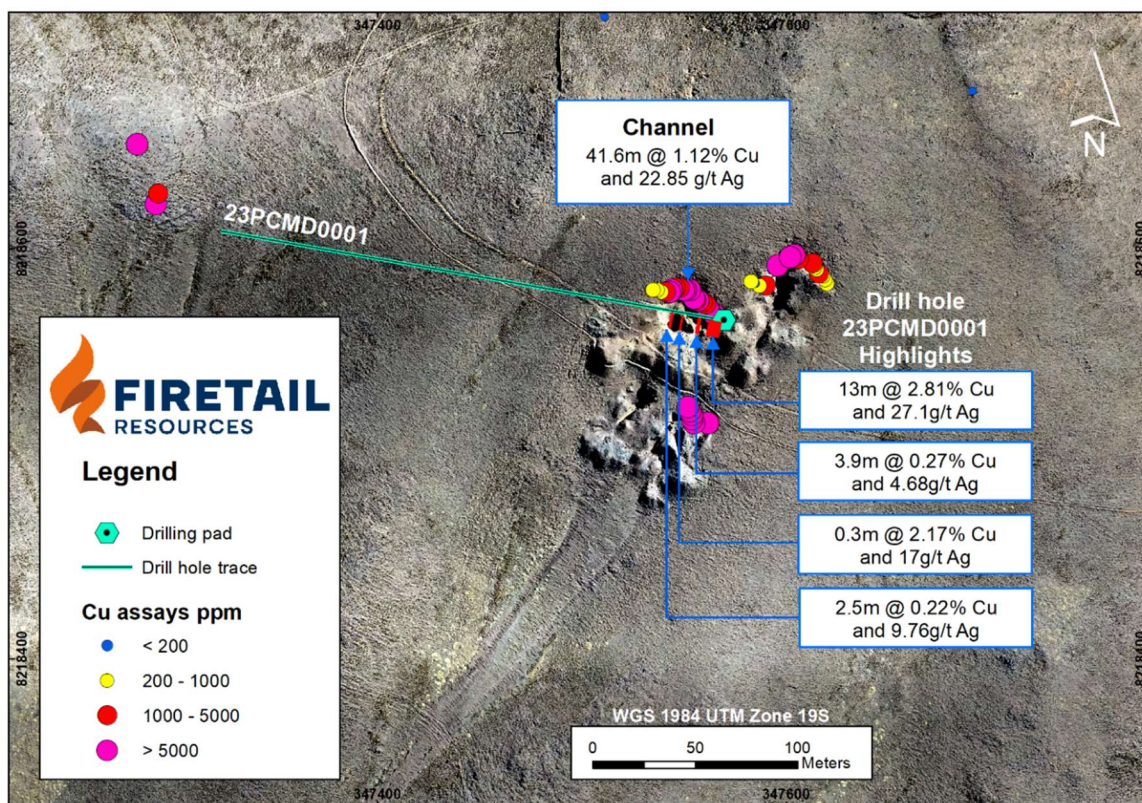 347400
347600
Channel
41.6m @ 1.12% Cu
and 22.85 g/t Ag
N
23PCMD0001
8218600
8218600
Drill hole
23PCMD0001
Highlights
13m @ 2.81% Cu
and 27.1g/t Ag
3.9m @ 0.27% Cu
and 4.68g/t Ag
0.3m @ 2.17% Cu
and 17g/t Ag
2.5m @ 0.22% Cu
and 9.76g/t Ag
FIRETAIL
RESOURCES
Legend
Drilling pad
Drill hole trace
Cu assays ppm
< 200
200 - 1000
1000 - 5000
> 5000
8218400
8218400
WGS 1984 UTM Zone 19S
0 50 100
Meters
347400
347600